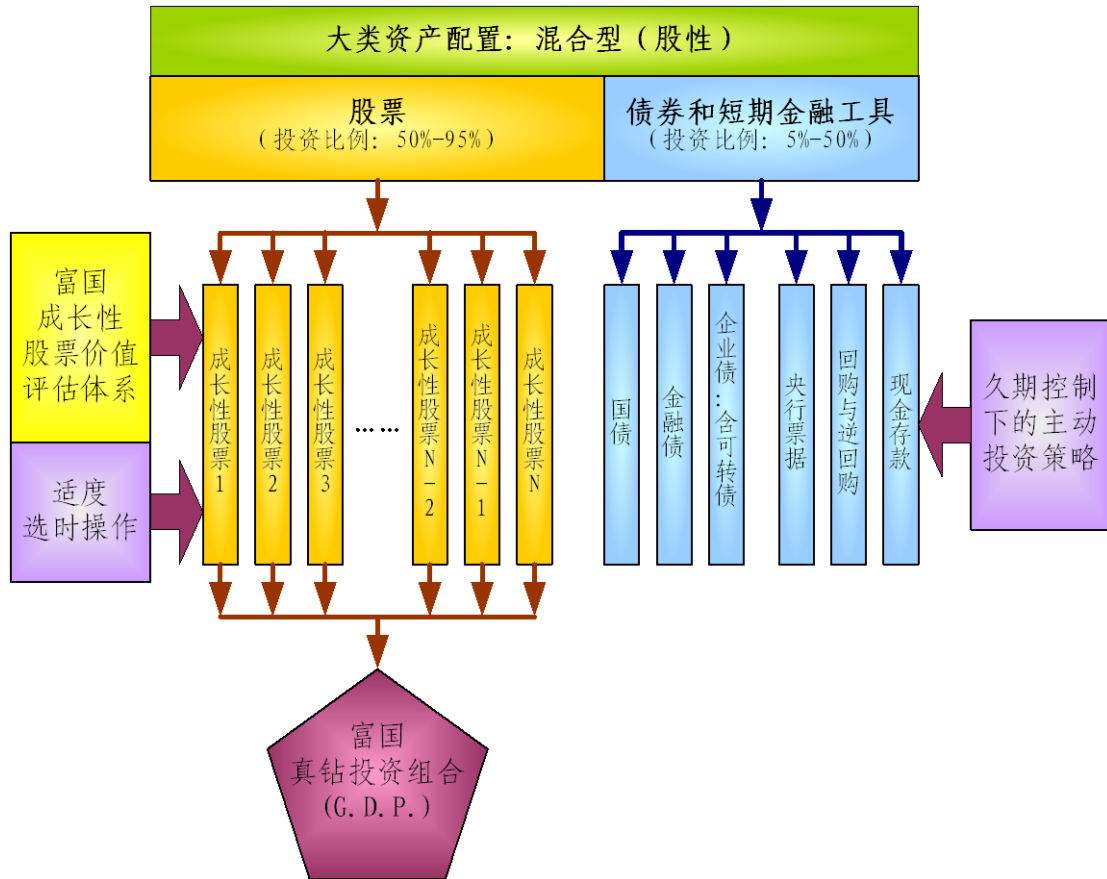 大类资产配置：混合型（股性）
股票
（投资比例：50%-95%）
债券和短期金融工具
（投资比例：5%-50%）
富国
成长性
股票价值
评估体系
适度
选时操作
成长性股票1
成长性股票2
成长性股票3
……
成长性股票N-2
成长性股票N-1
成长性股票N
国债
金融债
企业债：含可转债
央行票据
回购与逆回购
现金存款
久期控制
下的主动
投资策略
富国
真钻投资组合
(G.D.P.)